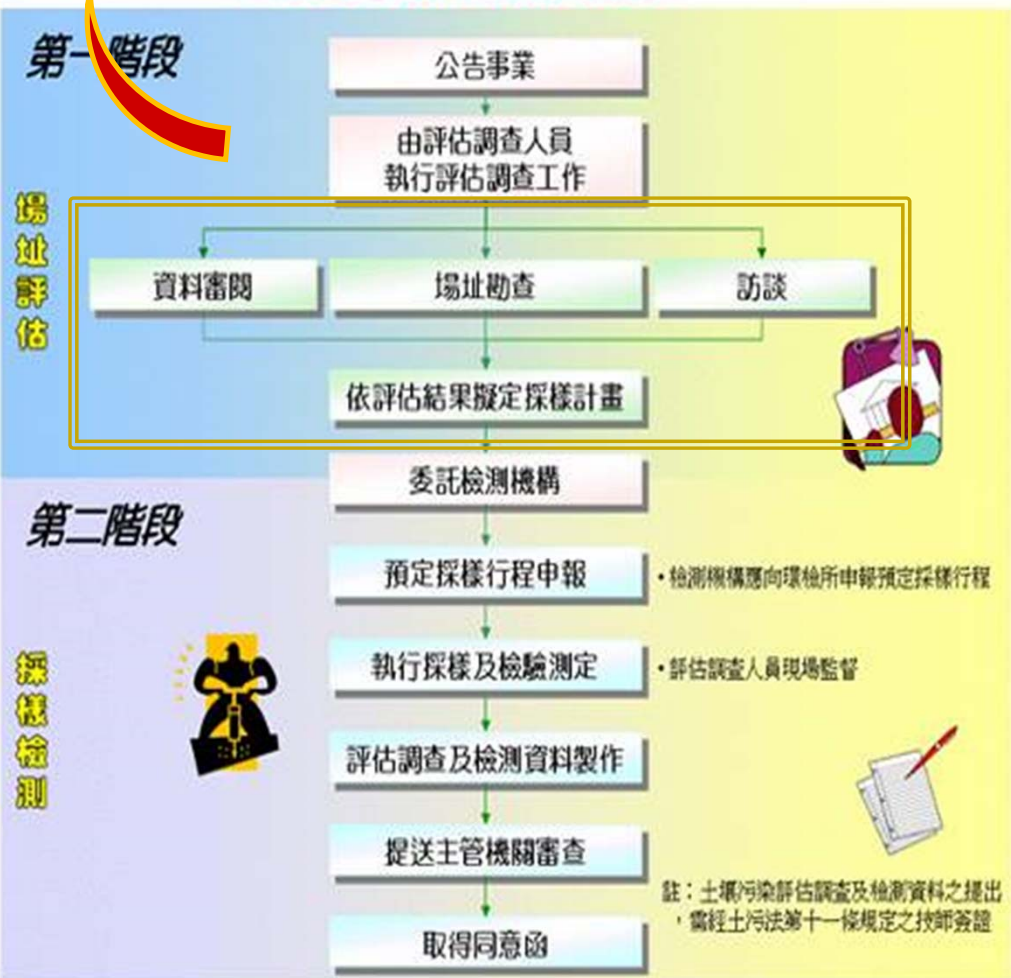 第一階段
公告事業
由評估調查人員
執行評估調查工作
場址評估
資料審閱
場址勘查
訪談
依評估結果擬定採樣計畫
委託檢測機構
第二階段
預定採樣行程申報
•檢測機構應向環檢所申報預定採樣行程
執行採樣及檢驗測定
•評估調查人員現場監督
採樣檢測
評估調查及檢測資料製作
提送主管機關審查
註：土壤污染評估調查及檢測資料之提出
，需經土污法第十一條規定之技師簽證
取得同意函